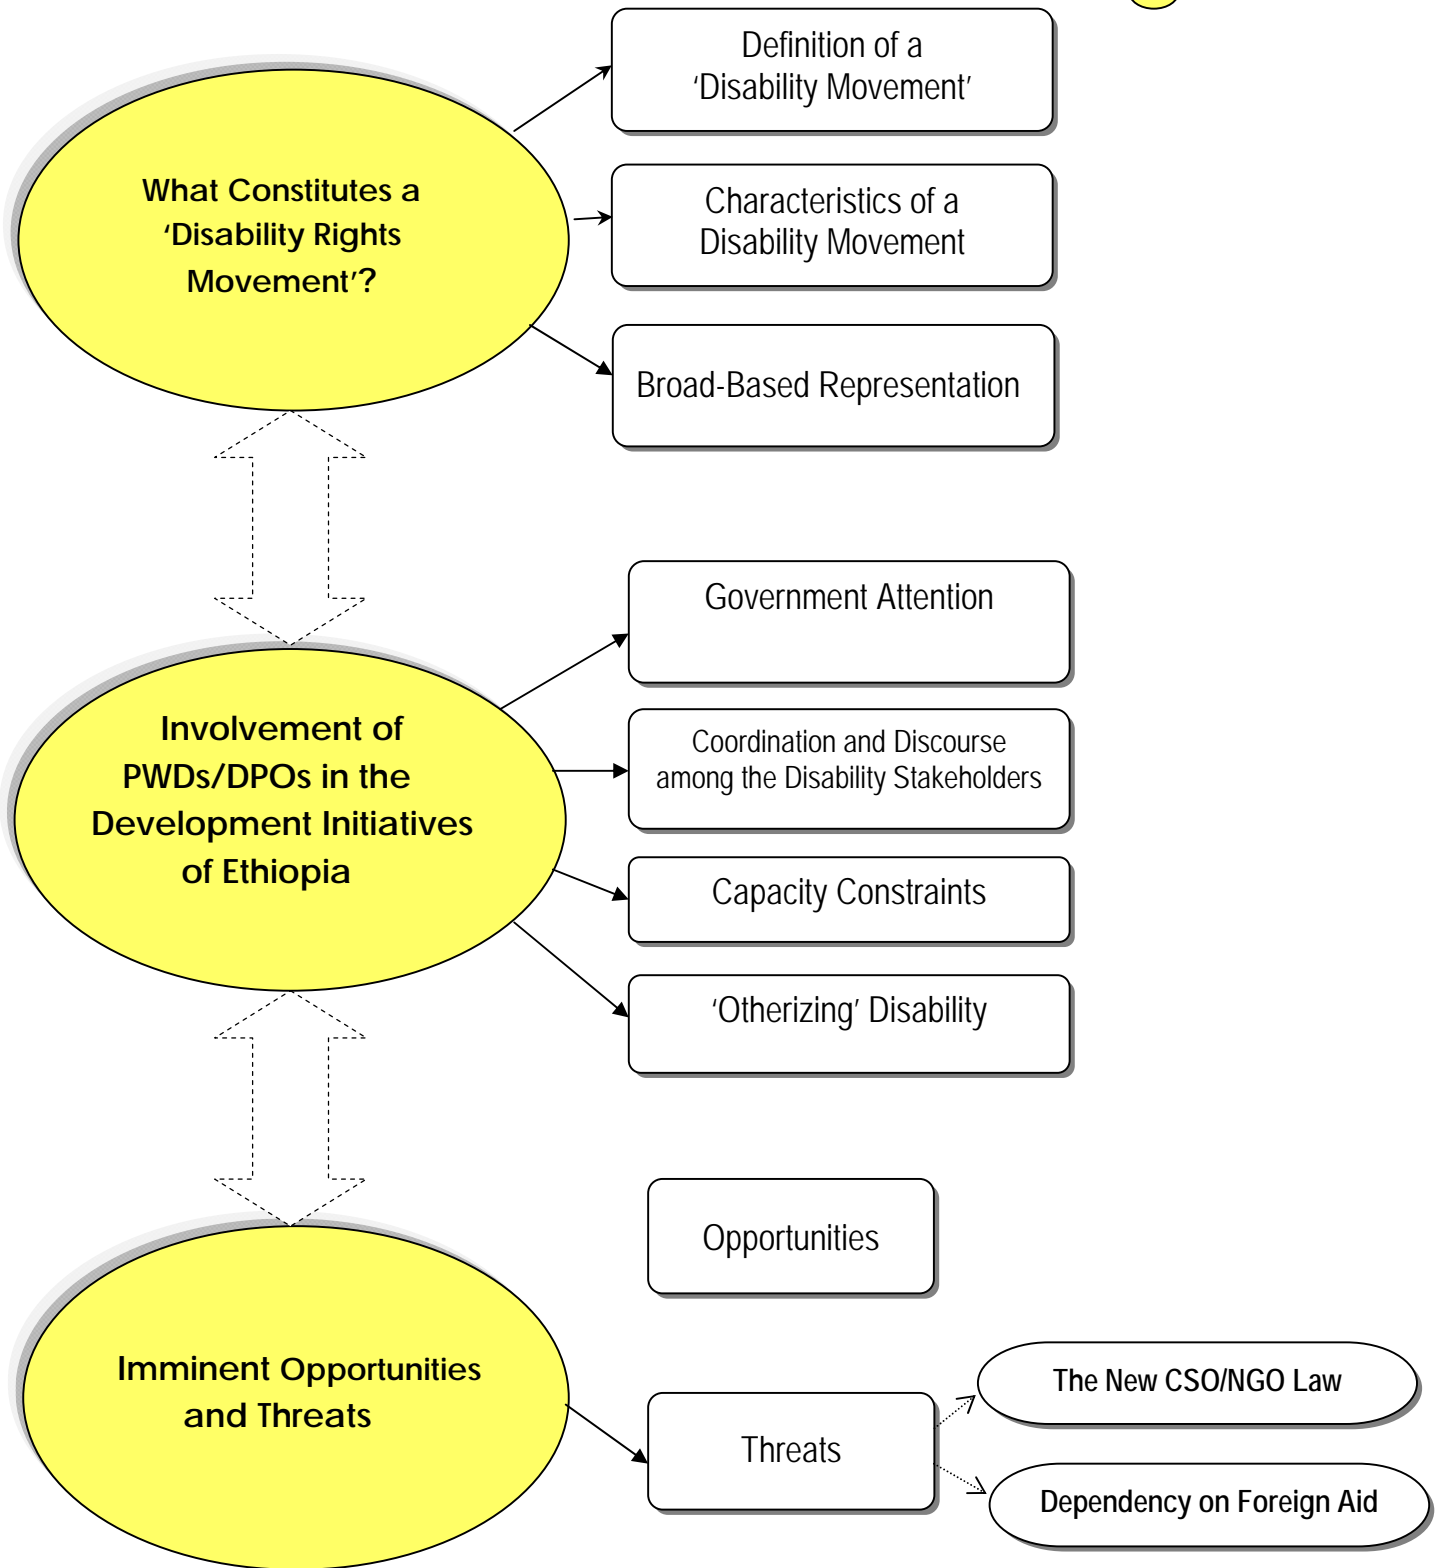 Definition of a
‘Disability Movement’
What Constitutes a
‘Disability Rights
Movement’?
Characteristics of a
Disability Movement
Broad-Based Representation
Government Attention
Involvement of
PWDs/DPOs in the
Development Initiatives
of Ethiopia
Coordination and Discourse
among the Disability Stakeholders
Capacity Constraints
‘Otherizing’ Disability
Opportunities
Imminent Opportunities
and Threats
Threats
The New CSO/NGO Law
Dependency on Foreign Aid